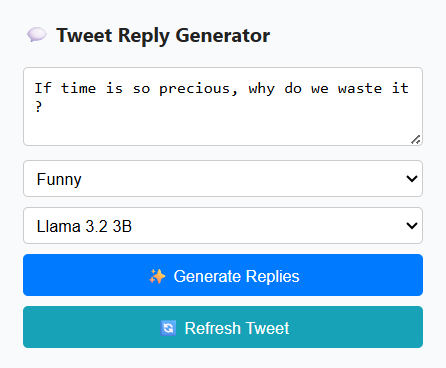 Tweet Reply Generator
If time is so precious, why do we waste it
?
Funny
Llama 3.2 3B
Generate Replies
Refresh Tweet